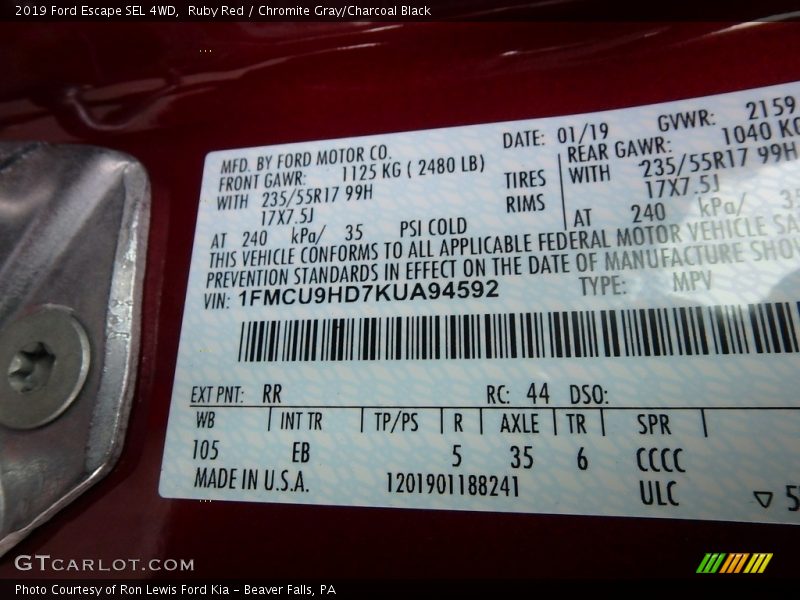 2019 Ford Escape SEL 4WD,  Ruby Red / Chromite Gray/Charcoal Black
MFD. BY FORD MOTOR CO.
DATE: 01/19
GVWR: 2159
FRONT GAWR: 1125 KG ( 2480 LB)
REAR GAWR: 1040 KG
WITH 235/55R17 99H
TIRES
WITH 235/55R17 99H
17X7.5J
RIMS
17X7.5J
AT 240 kPa/ 35 PSI COLD
AT 240 kPa/ 35
THIS VEHICLE CONFORMS TO ALL APPLICABLE FEDERAL MOTOR VEHICLE SA
PREVENTION STANDARDS IN EFFECT ON THE DATE OF MANUFACTURE SHOW
VIN: 1FMCU9HD7KUA94592
TYPE: MPV
EXT PNT: RR
RC: 44 DSO:
WB INT TR TP/PS R AXLE TR SPR
105 EB 5 35 6 CCCC
MADE IN U.S.A.
1201901188241
ULC
GTCARLOT.COM
Photo Courtesy of Ron Lewis Ford Kia - Beaver Falls, PA